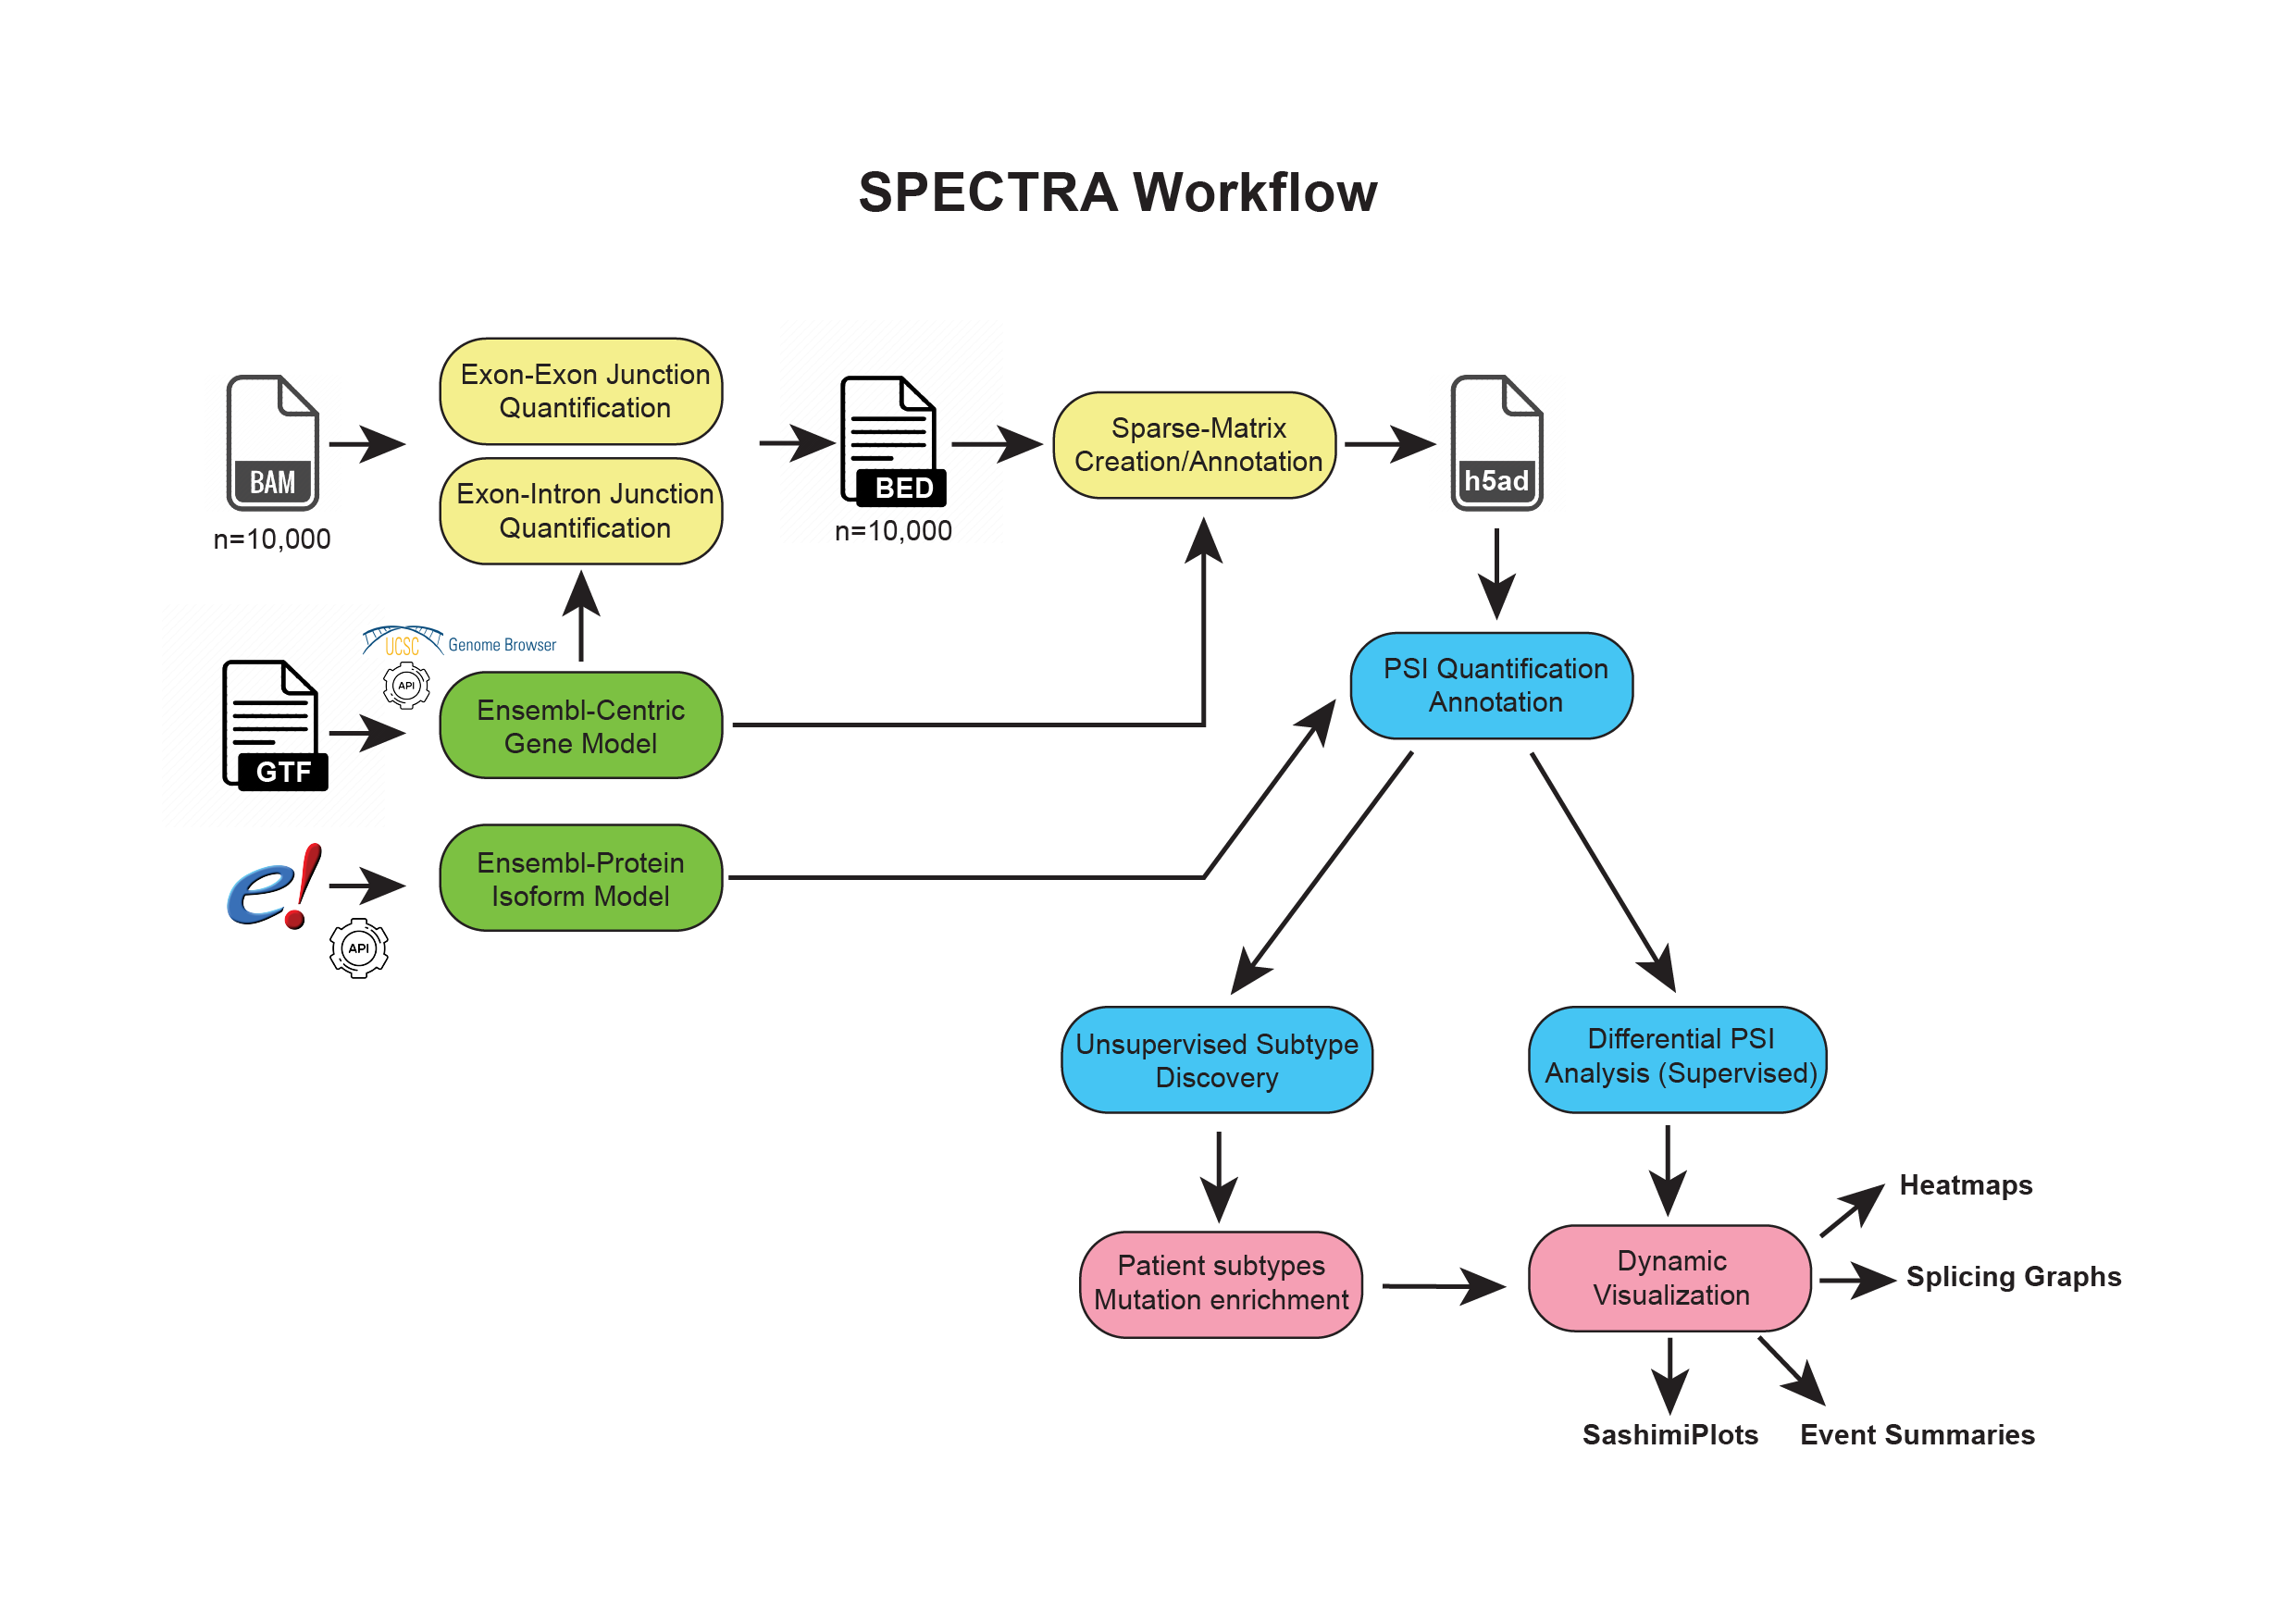 SPECTRA Workflow
Exon-Exon Junction
Quantification
Exon-Intron Junction
Quantification
BAM
n=10,000
BED
n=10,000
Sparse-Matrix
Creation/Annotation
h5ad
UCSC Genome Browser
API
GTF
Ensembl-Centric
Gene Model
PSI Quantification
Annotation
e!
API
Ensembl-Protein
Isoform Model
Unsupervised Subtype
Discovery
Differential PSI
Analysis (Supervised)
Patient subtypes
Mutation enrichment
Dynamic
Visualization
Heatmaps
Splicing Graphs
SashimiPlots
Event Summaries